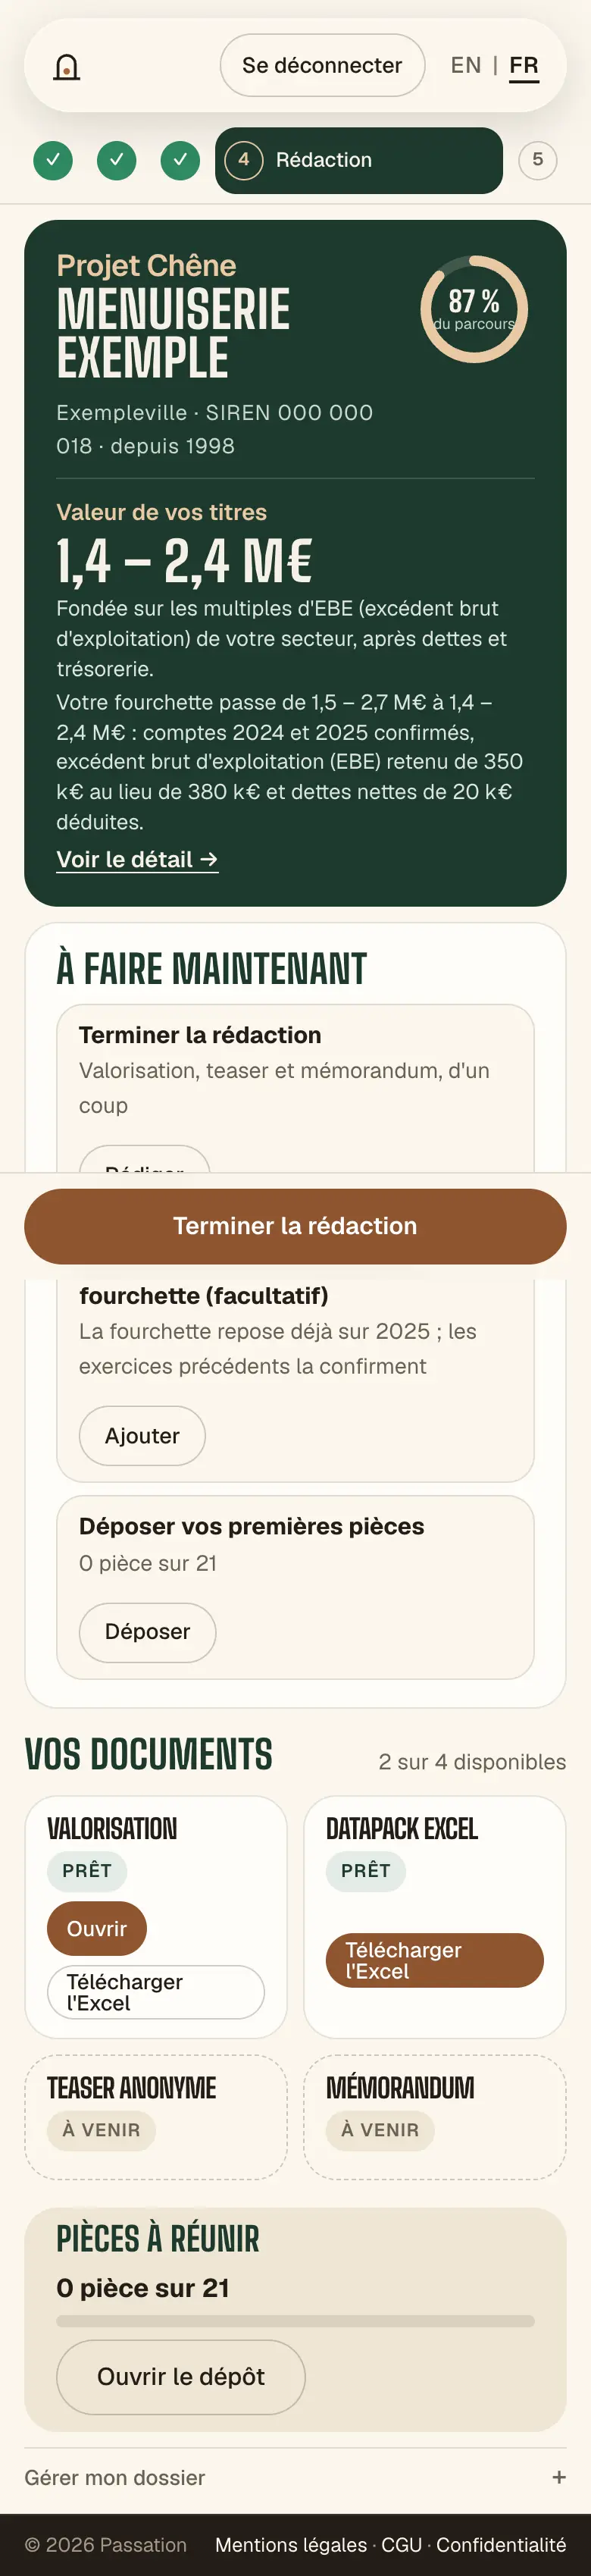 Se déconnecter
EN | FR
4 Rédaction
5
Projet Chêne
MENUISERIE
EXEMPLE
87 %
du parcours
Exempleville · SIREN 000 000
018 · depuis 1998
Valeur de vos titres
1,4 – 2,4 M€
Fondée sur les multiples d'EBE (excédent brut
d'exploitation) de votre secteur, après dettes et
trésorerie.
Votre fourchette passe de 1,5 – 2,7 M€ à 1,4 –
2,4 M€ : comptes 2024 et 2025 confirmés,
excédent brut d'exploitation (EBE) retenu de 350
k€ au lieu de 380 k€ et dettes nettes de 20 k€
déduites.
Voir le détail →
À FAIRE MAINTENANT
Terminer la rédaction
Valorisation, teaser et mémorandum, d'un
coup
Terminer la rédaction
fourchette (facultatif)
La fourchette repose déjà sur 2025 ; les
exercices précédents la confirment
Ajouter
Déposer vos premières pièces
0 pièce sur 21
Déposer
VOS DOCUMENTS
2 sur 4 disponibles
VALORISATION
PRÊT
Ouvrir
Télécharger
l'Excel
DATAPACK EXCEL
PRÊT
Télécharger
l'Excel
TEASER ANONYME
À VENIR
MÉMORANDUM
À VENIR
PIÈCES À RÉUNIR
0 pièce sur 21
Ouvrir le dépôt
Gérer mon dossier +
© 2026 Passation
Mentions légales · CGU · Confidentialité